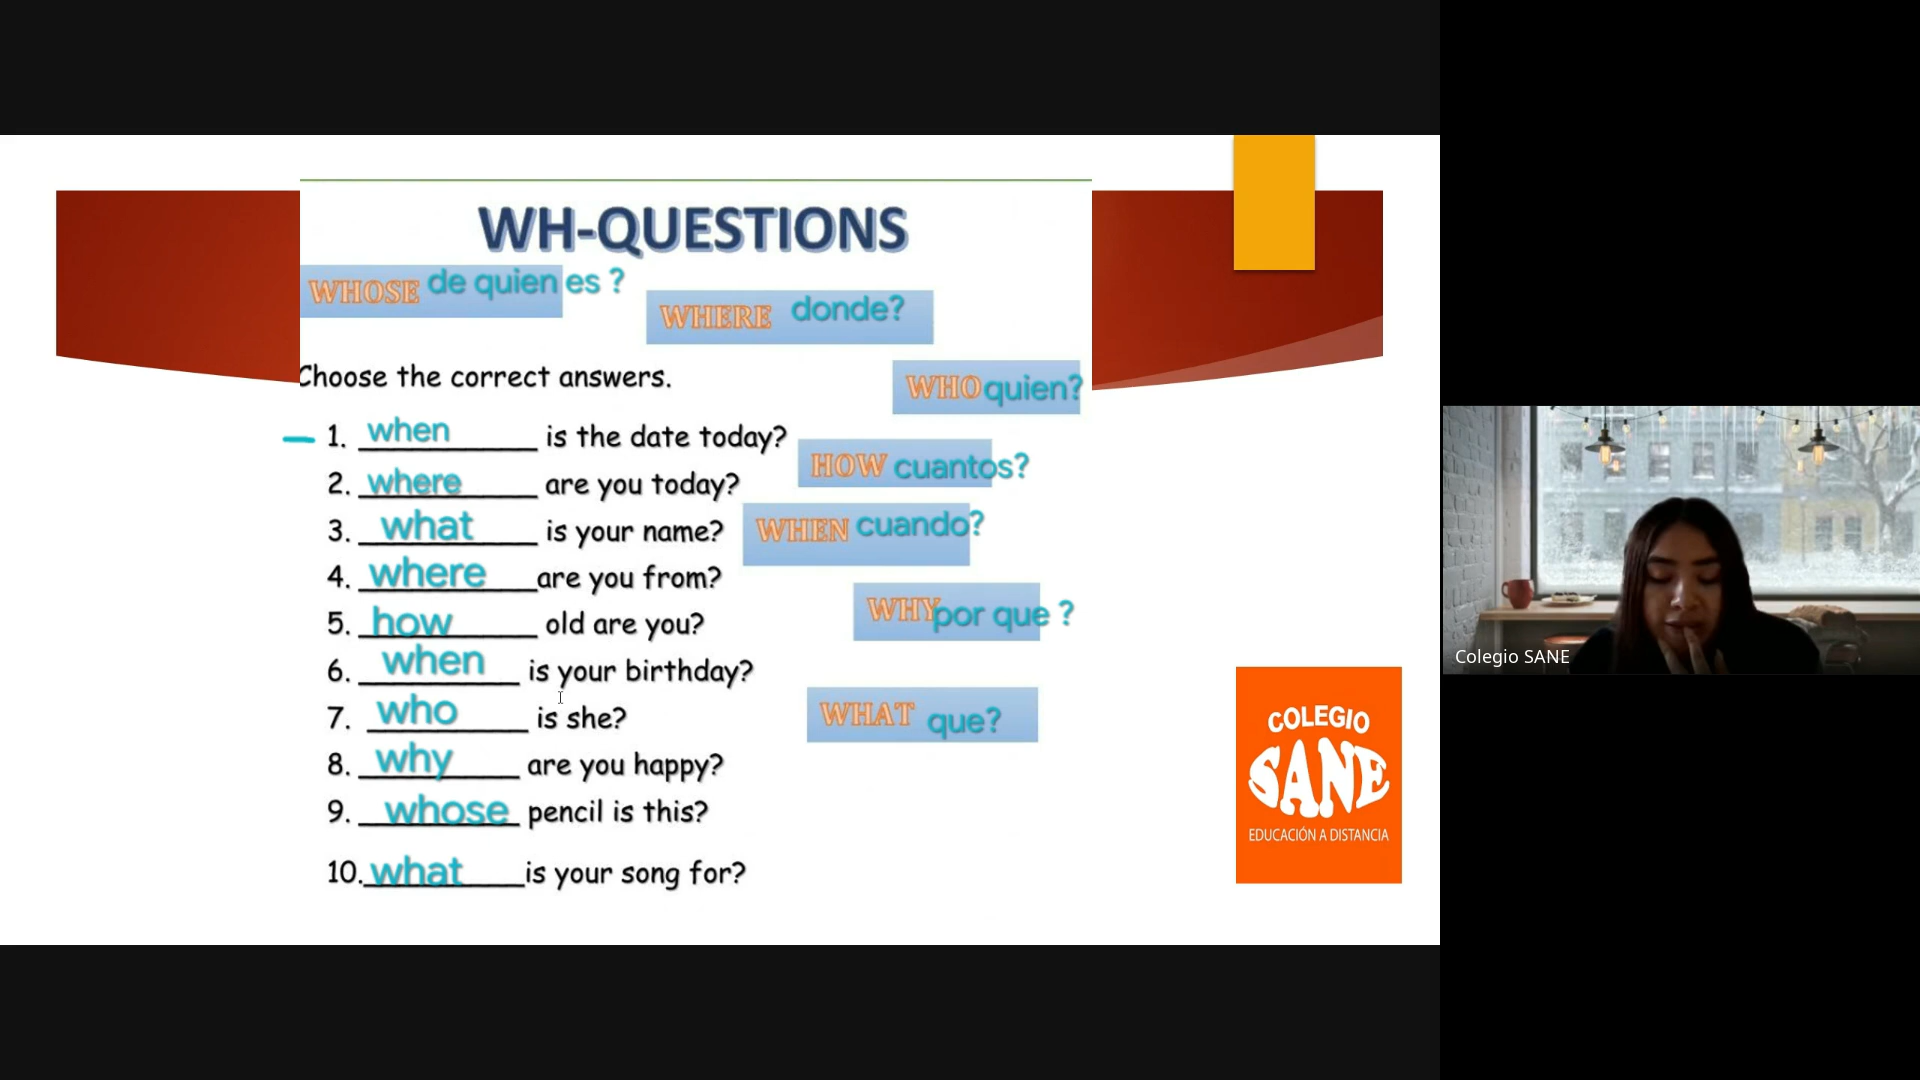 WH-QUESTIONS
WHOSE de quien es ?
WHERE donde?
Choose the correct answers.
WHO quien?
1. when is the date today?
HOW cuantos?
2. where are you today?
3. what is your name?
WHEN cuando?
4. where are you from?
5. how old are you?
WHY por que ?
6. when is your birthday?
7. who is she?
WHAT que?
8. why are you happy?
9. whose pencil is this?
10. what is your song for?
COLEGIO
SANE
EDUCACIÓN A DISTANCIA
Colegio SANE